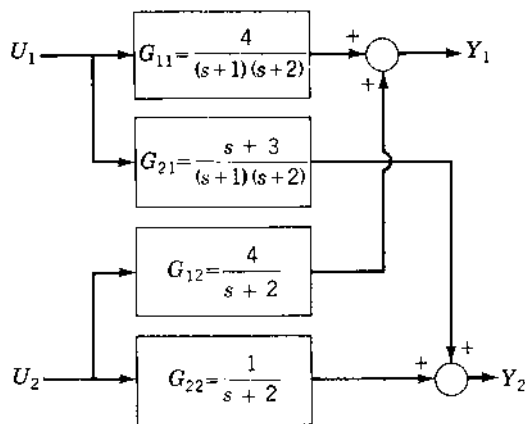 U₁
G₁₁ = 4 / (s+1)(s+2)
+
+
Y₁
G₂₁ = s + 3 / (s+1)(s+2)
G₁₂ = 4 / s + 2
U₂
G₂₂ = 1 / s + 2
+
+
Y₂